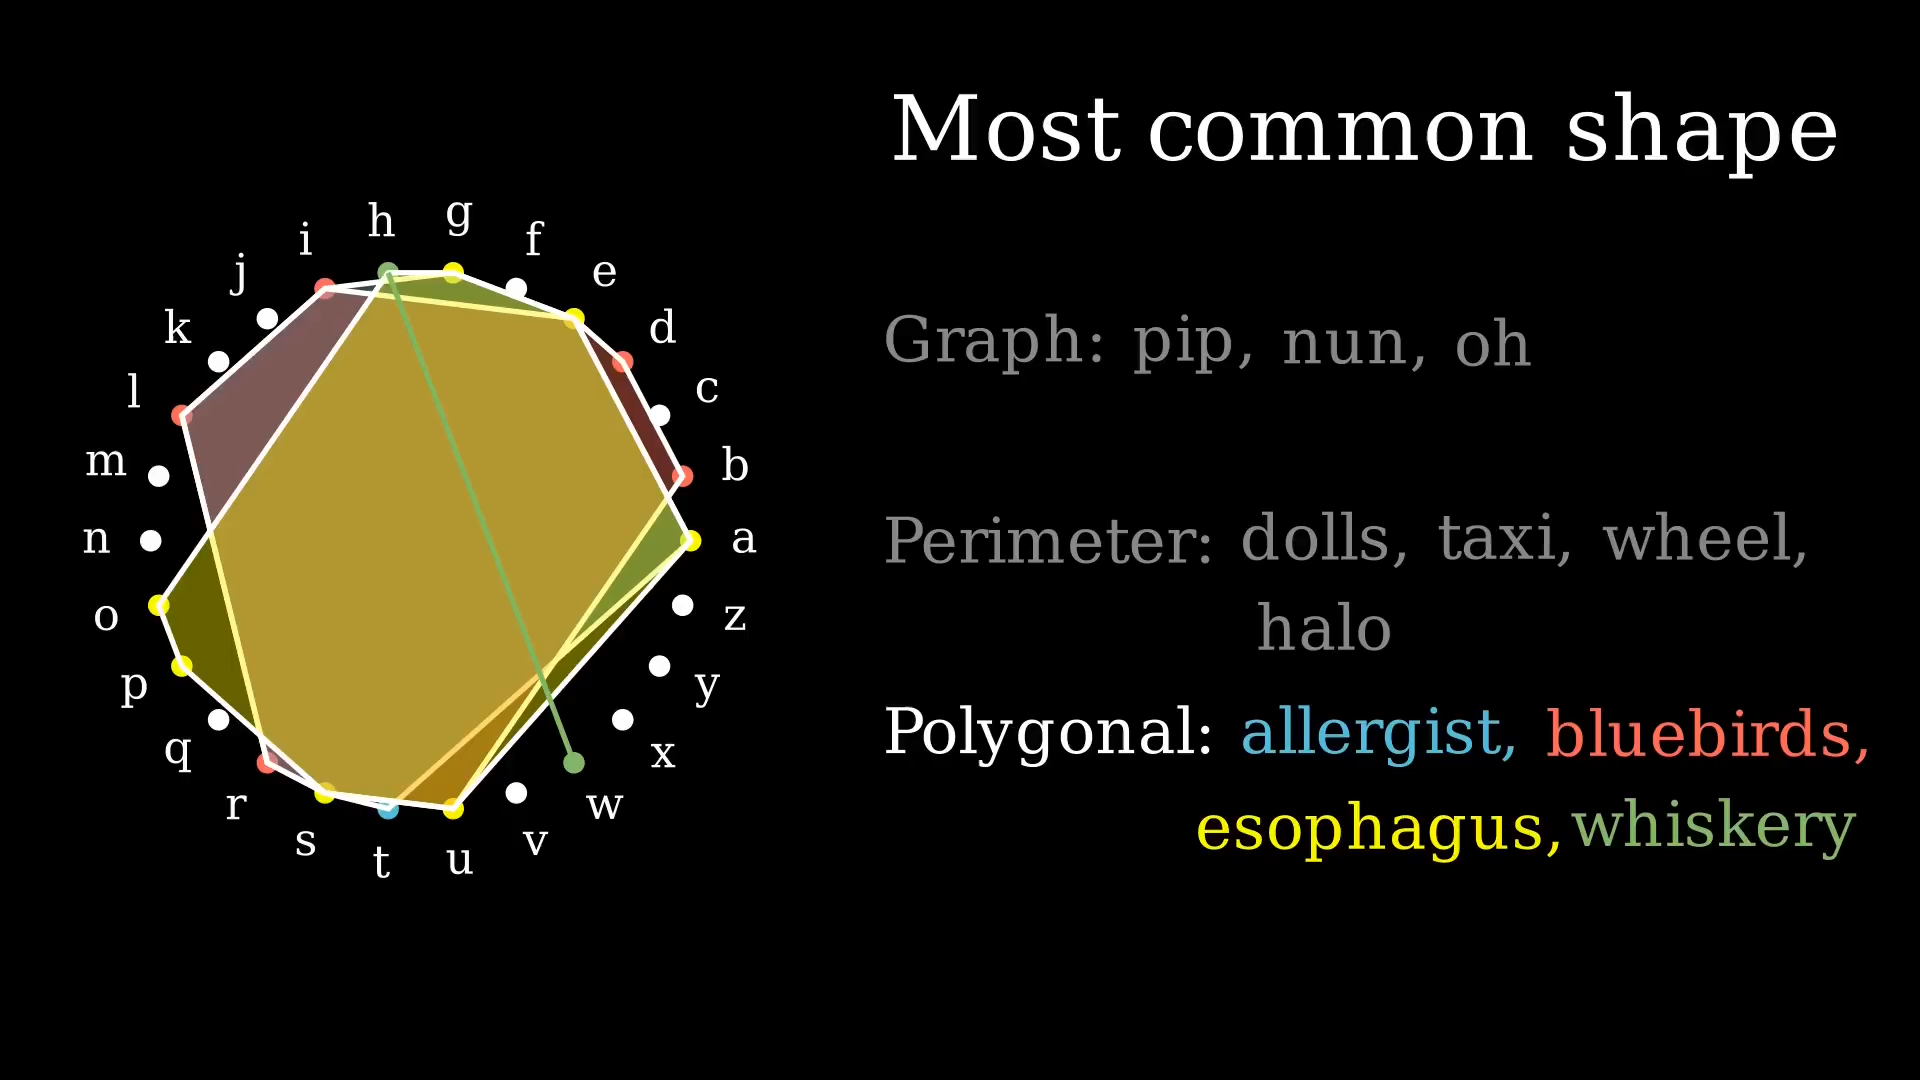 Most common shape
g
h
f
i
e
j
d
k
c
l
b
m
a
n
z
o
y
p
x
q
w
r
v
s
u
t
Graph: pip, nun, oh
Perimeter: dolls, taxi, wheel,
halo
Polygonal: allergist, bluebirds,
esophagus, whiskery